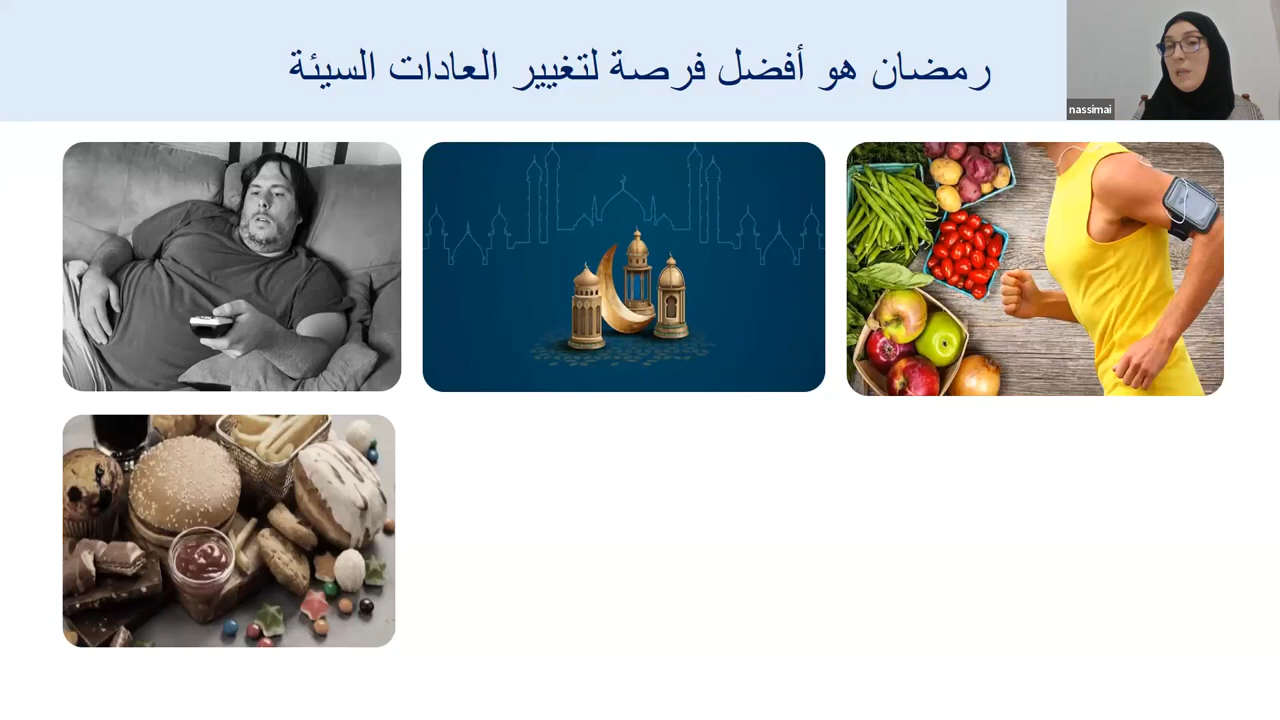 رمضان هو أفضل فرصة لتغيير العادات السيئة
nassimai